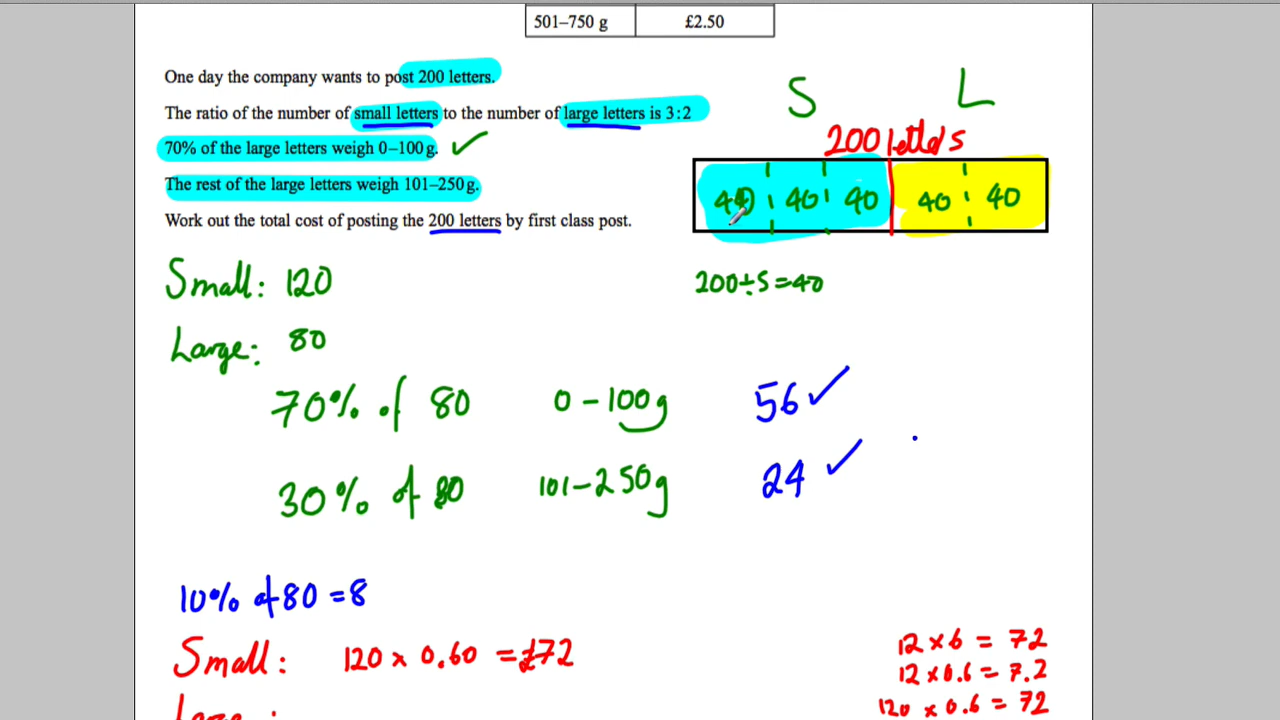 501–750 g £2.50
One day the company wants to post 200 letters.
The ratio of the number of small letters to the number of large letters is 3 : 2
70% of the large letters weigh 0–100 g.
The rest of the large letters weigh 101–250 g.
Work out the total cost of posting the 200 letters by first class post.
S L
200 letters
40 40 40 40 40
200÷5=40
Small: 120
Large: 80
70% of 80 0-100g 56
30% of 80 101-250g 24
10% of 80 = 8
Small: 120 x 0.60 = £72
12 x 6 = 72
12 x 0.6 = 7.2
120 x 0.6 = 72
Large: